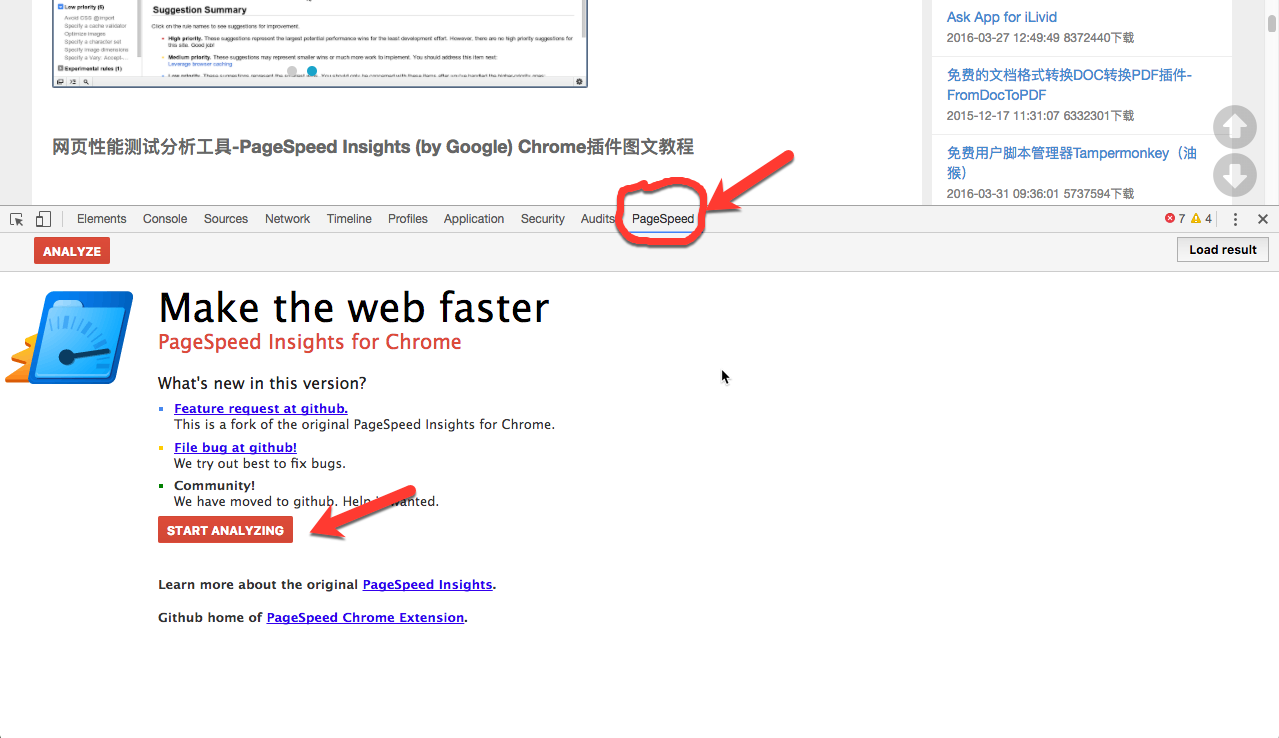 Low priority (6)
Avoid CSS @import
Specify a cache validator
Optimize images
Specify a character set
Specify image dimensions
Specify a Vary: Accept-...
Experimental rules (1)
Suggestion Summary
Click on the rule names to see suggestions for improvement.
High priority. These suggestions represent the largest potential performance wins for the least development effort. However, there are no high priority suggestions for
this site. Good job!
Medium priority. These suggestions may represent smaller wins or much more work to implement. You should address this item next:
Leverage browser caching
网页性能测试分析工具-PageSpeed Insights (by Google) Chrome插件图文教程
Ask App for iLivid
2016-03-27 12:49:49 8372440下载
免费的文档格式转换DOC转换PDF插件-
FromDocToPDF
2015-12-17 11:31:07 6332301下载
免费用户脚本管理器Tampermonkey（油
猴）
2016-03-31 09:36:01 5737594下载
Elements Console Sources Network Timeline Profiles Application Security Audits PageSpeed 7 4
ANALYZE
Load result
Make the web faster
PageSpeed Insights for Chrome
What's new in this version?
Feature request at github.
This is a fork of the original PageSpeed Insights for Chrome.
File bug at github!
We try out best to fix bugs.
Community!
We have moved to github. Help is wanted.
START ANALYZING
Learn more about the original PageSpeed Insights.
Github home of PageSpeed Chrome Extension.